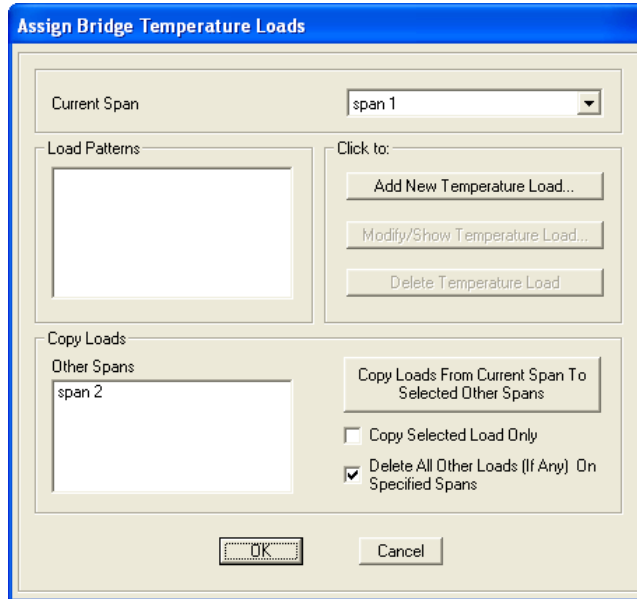 Assign Bridge Temperature Loads
Current Span
span 1
Load Patterns
Click to:
Add New Temperature Load...
Modify/Show Temperature Load...
Delete Temperature Load
Copy Loads
Other Spans
span 2
Copy Loads From Current Span To
Selected Other Spans
Copy Selected Load Only
Delete All Other Loads (If Any) On
Specified Spans
OK
Cancel